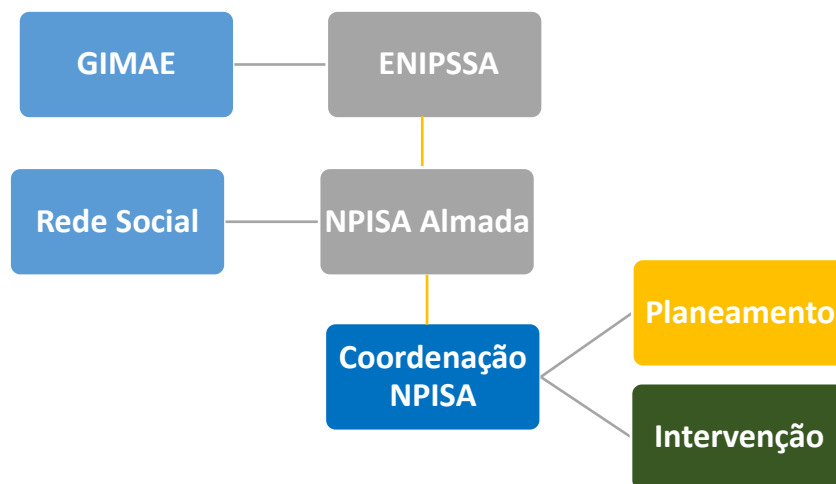 GIMAE
ENIPSSA
Rede Social
NPISA Almada
Planeamento
Coordenação
NPISA
Intervenção